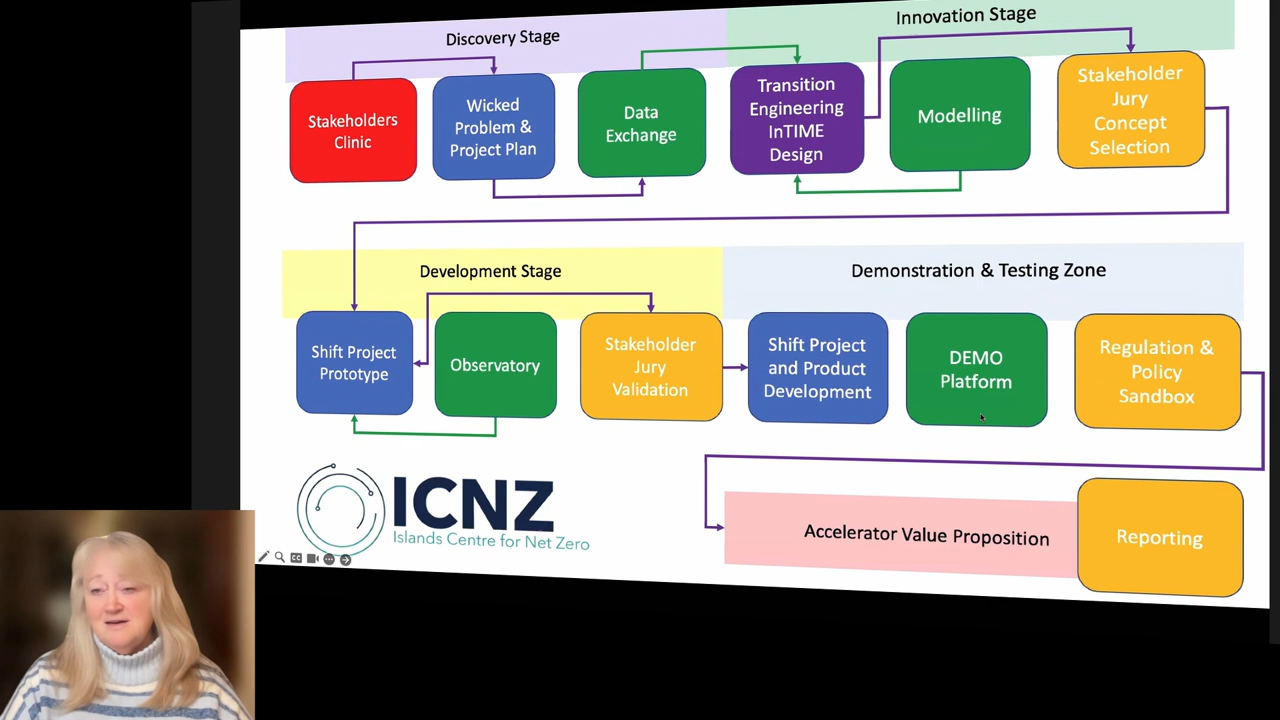 Discovery Stage
Innovation Stage
Stakeholders
Clinic
Wicked
Problem &
Project Plan
Data
Exchange
Transition
Engineering
InTIME
Design
Modelling
Stakeholder
Jury
Concept
Selection
Development Stage
Demonstration & Testing Zone
Shift Project
Prototype
Observatory
Stakeholder
Jury
Validation
Shift Project
and Product
Development
DEMO
Platform
Regulation &
Policy
Sandbox
ICNZ
Islands Centre for Net Zero
Accelerator Value Proposition
Reporting
CC